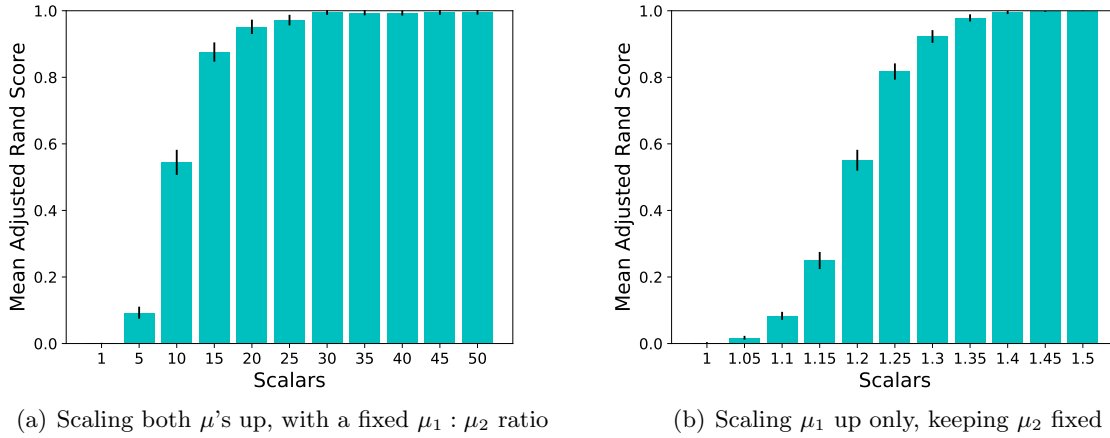 Mean Adjusted Rand Score
1.0
0.8
0.6
0.4
0.2
0.0
1 5 10 15 20 25 30 35 40 45 50
Scalars
(a) Scaling both μ's up, with a fixed μ₁ : μ₂ ratio
Mean Adjusted Rand Score
1.0
0.8
0.6
0.4
0.2
0.0
1 1.05 1.1 1.15 1.2 1.25 1.3 1.35 1.4 1.45 1.5
Scalars
(b) Scaling μ₁ up only, keeping μ₂ fixed